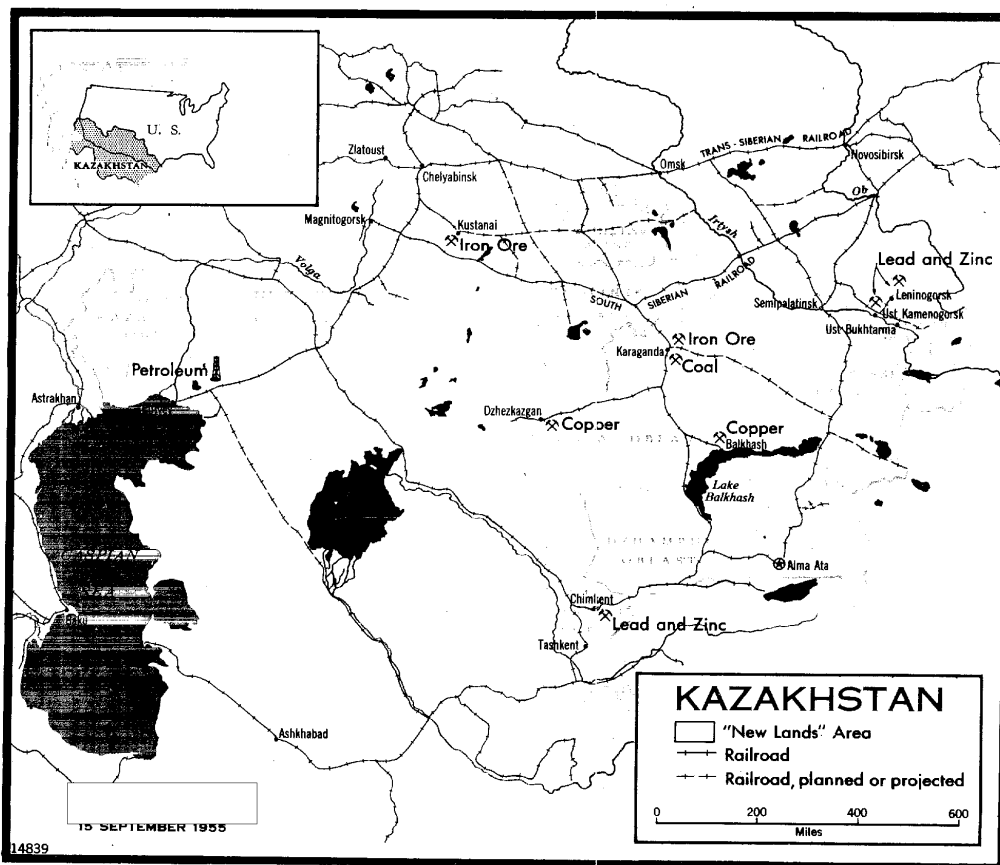 U. S.
KAZAKHSTAN
TRANS - SIBERIAN RAILROAD
Novosibirsk
Omsk
Zlatoust
Chelyabinsk
Ob
Magnitogorsk
Kustanai
Iron Ore
Irtysh
Volga
Lead and Zinc
Leninogorsk
Ust Kamenogorsk
Ust Bukhtarma
Semipalatinsk
SOUTH SIBERIAN RAILROAD
Iron Ore
Karaganda
Coal
Petroleum
Astrakhan
Dzhezkazgan
Copper
Copper
Balkhash
Lake
Balkhash
CASPIAN
SEA
Baku
Alma Ata
Chimkent
Lead and Zinc
Tashkent
Ashkhabad
KAZAKHSTAN
"New Lands" Area
Railroad
Railroad, planned or projected
0 200 400 600
Miles
15 SEPTEMBER 1955
14839